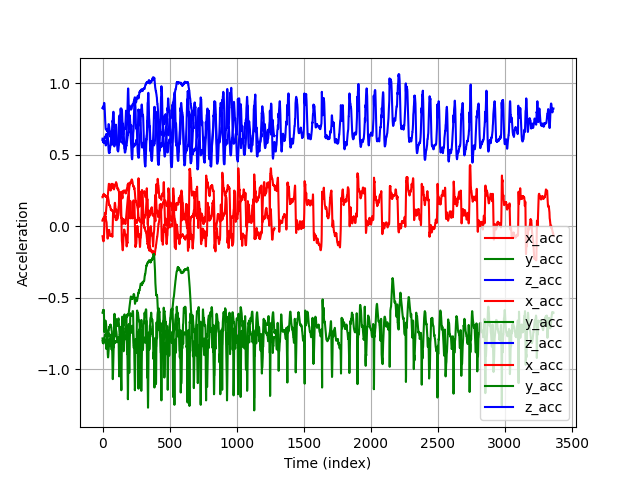 1.0
0.5
0.0
−0.5
−1.0
Acceleration
0
500
1000
1500
2000
2500
3000
3500
Time (index)
x_acc
y_acc
z_acc
x_acc
y_acc
z_acc
x_acc
y_acc
z_acc